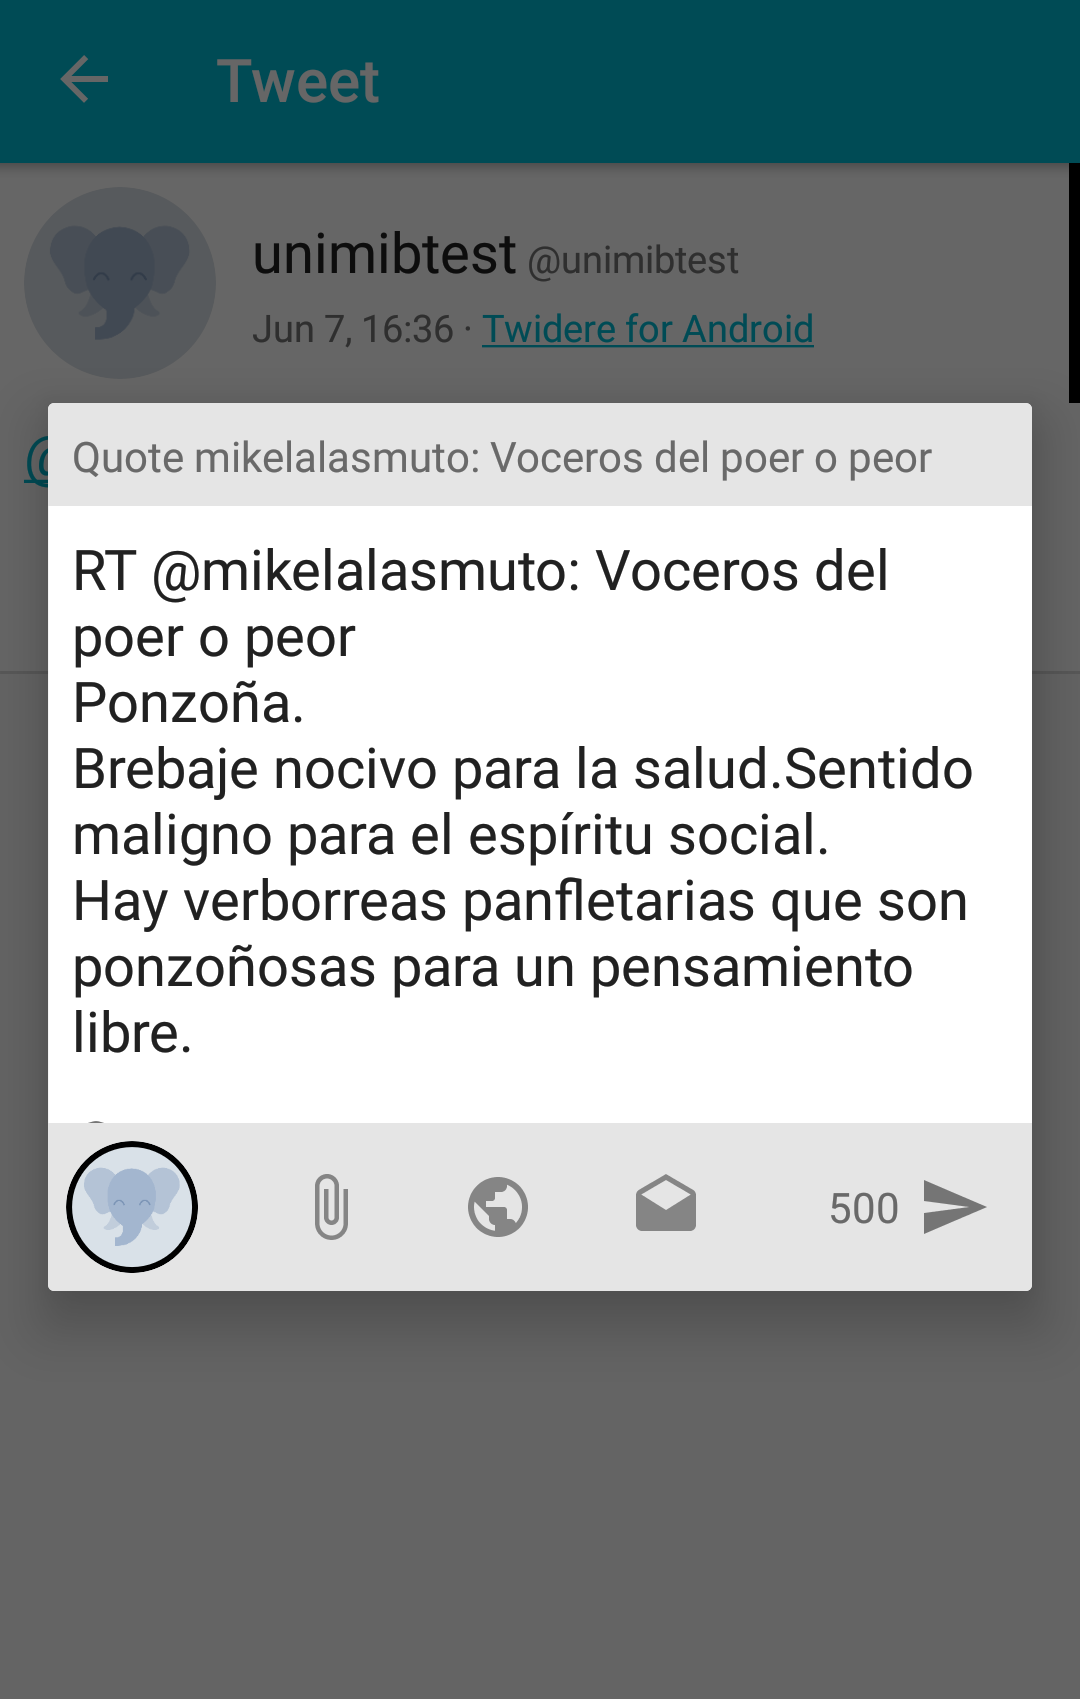 Tweet
unimibtest @unimibtest
Jun 7, 16:36 · Twidere for Android
@
Quote mikelalasmuto: Voceros del poer o peor
RT @mikelalasmuto: Voceros del
poer o peor
Ponzoña.
Brebaje nocivo para la salud.Sentido
maligno para el espíritu social.
Hay verborreas panfletarias que son
ponzoñosas para un pensamiento
libre.
500